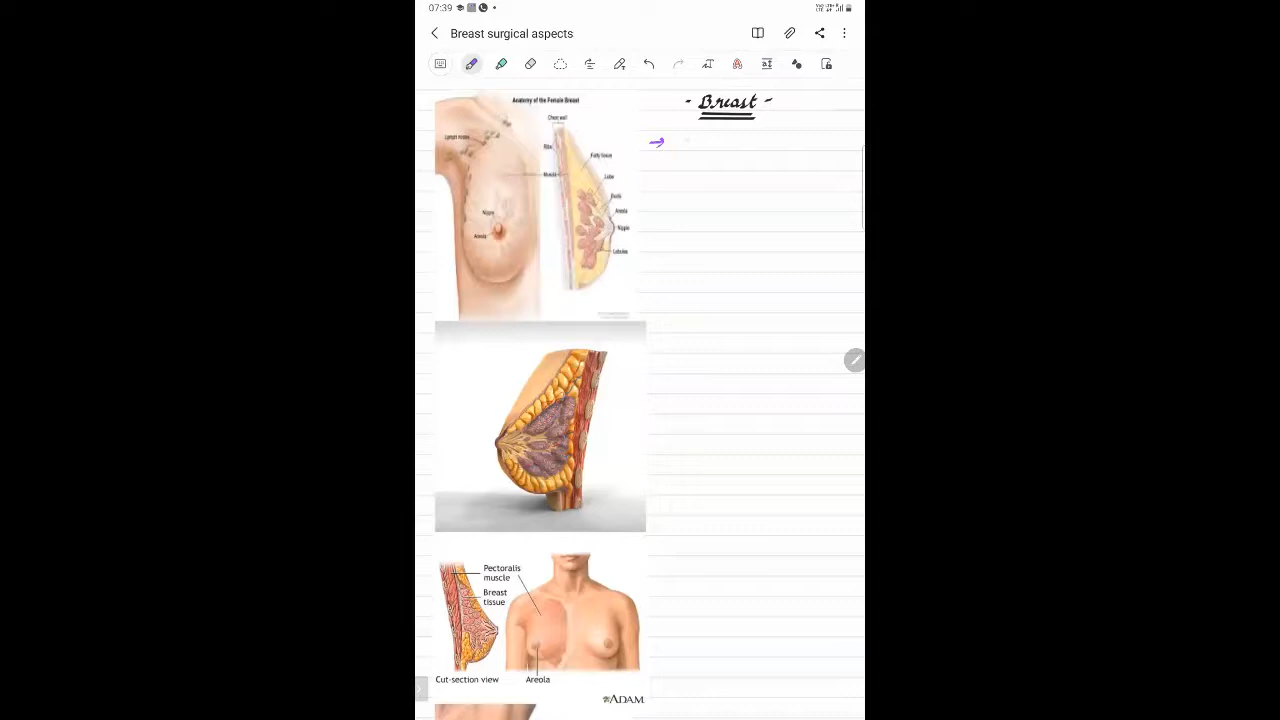 07:39
Breast surgical aspects
Anatomy of the Female Breast
- Breast -
Chest wall
Lymph nodes
Ribs
Fatty tissue
Muscle
Lobe
Ducts
Areola
Nipple
Nipple
Areola
Lobules
Pectoralis
muscle
Breast
tissue
Cut-section view
Areola
ADAM